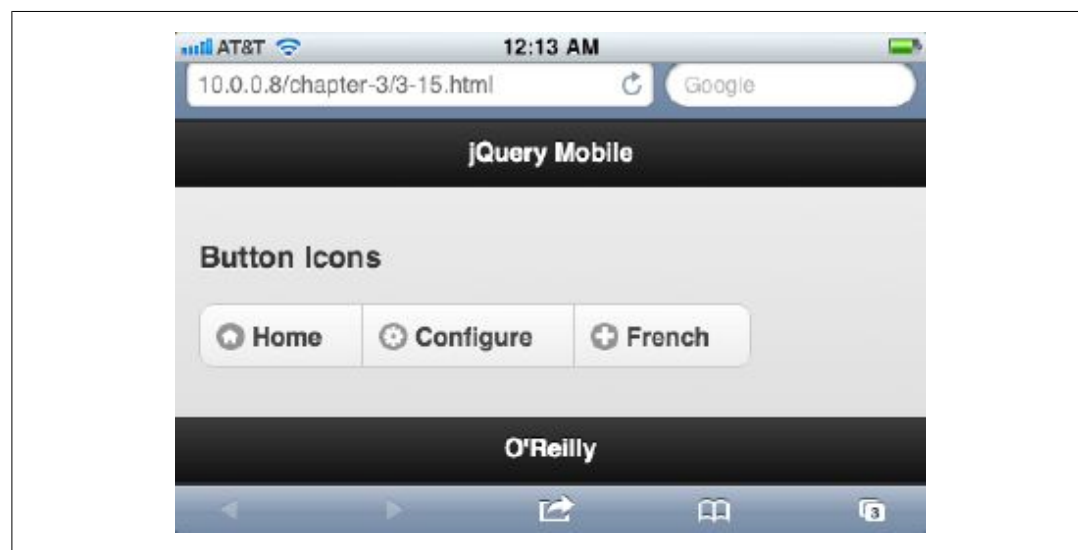 AT&T 12:13 AM
10.0.0.8/chapter-3/3-15.html Google
jQuery Mobile
Button Icons
Home Configure French
O'Reilly
3